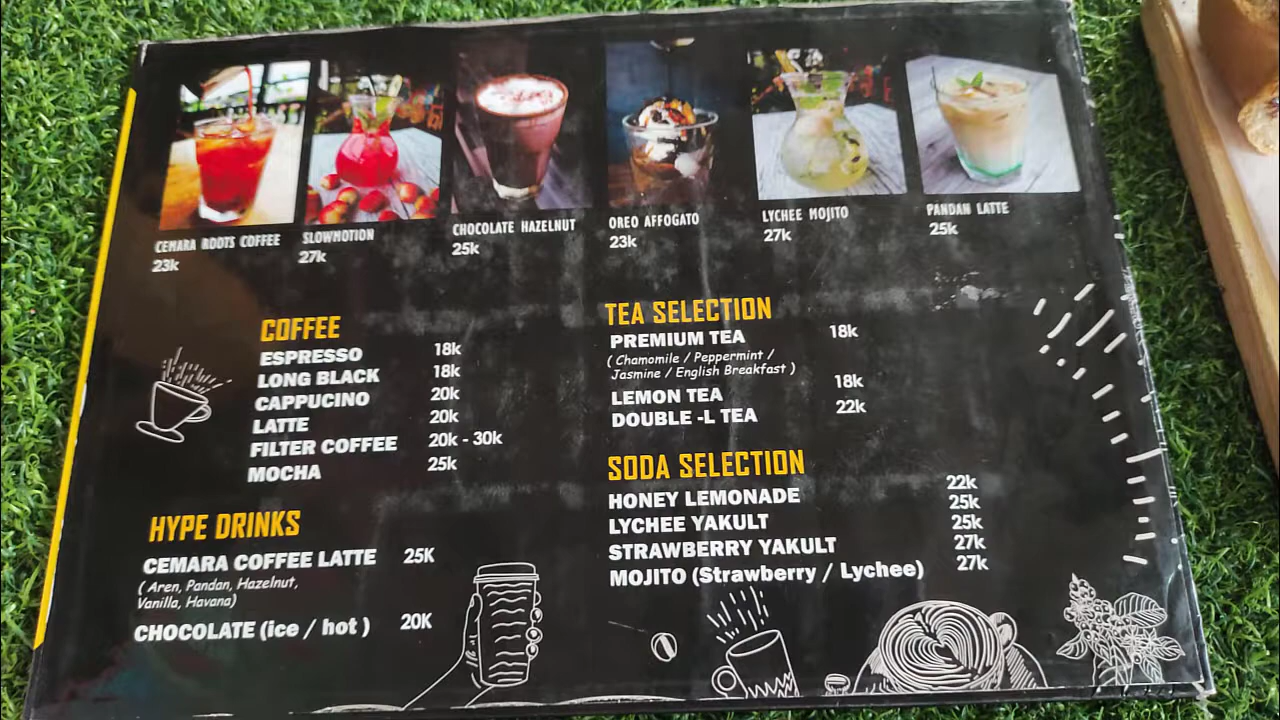 CEMARA ROOTS COFFEE
23k
SLOWMOTION
27k
CHOCOLATE HAZELNUT
25k
OREO AFFOGATO
23k
LYCHEE MOJITO
27k
PANDAN LATTE
25k
COFFEE
ESPRESSO 18k
LONG BLACK 18k
CAPPUCINO 20k
LATTE 20k
FILTER COFFEE 20k - 30k
MOCHA 25k
HYPE DRINKS
CEMARA COFFEE LATTE 25K
( Aren, Pandan, Hazelnut,
Vanilla, Havana)
CHOCOLATE (ice / hot ) 20K
TEA SELECTION
PREMIUM TEA 18k
( Chamomile / Peppermint /
Jasmine / English Breakfast )
LEMON TEA 18k
DOUBLE -L TEA 22k
SODA SELECTION
22k
HONEY LEMONADE 25k
LYCHEE YAKULT 25k
STRAWBERRY YAKULT 27k
MOJITO (Strawberry / Lychee) 27k